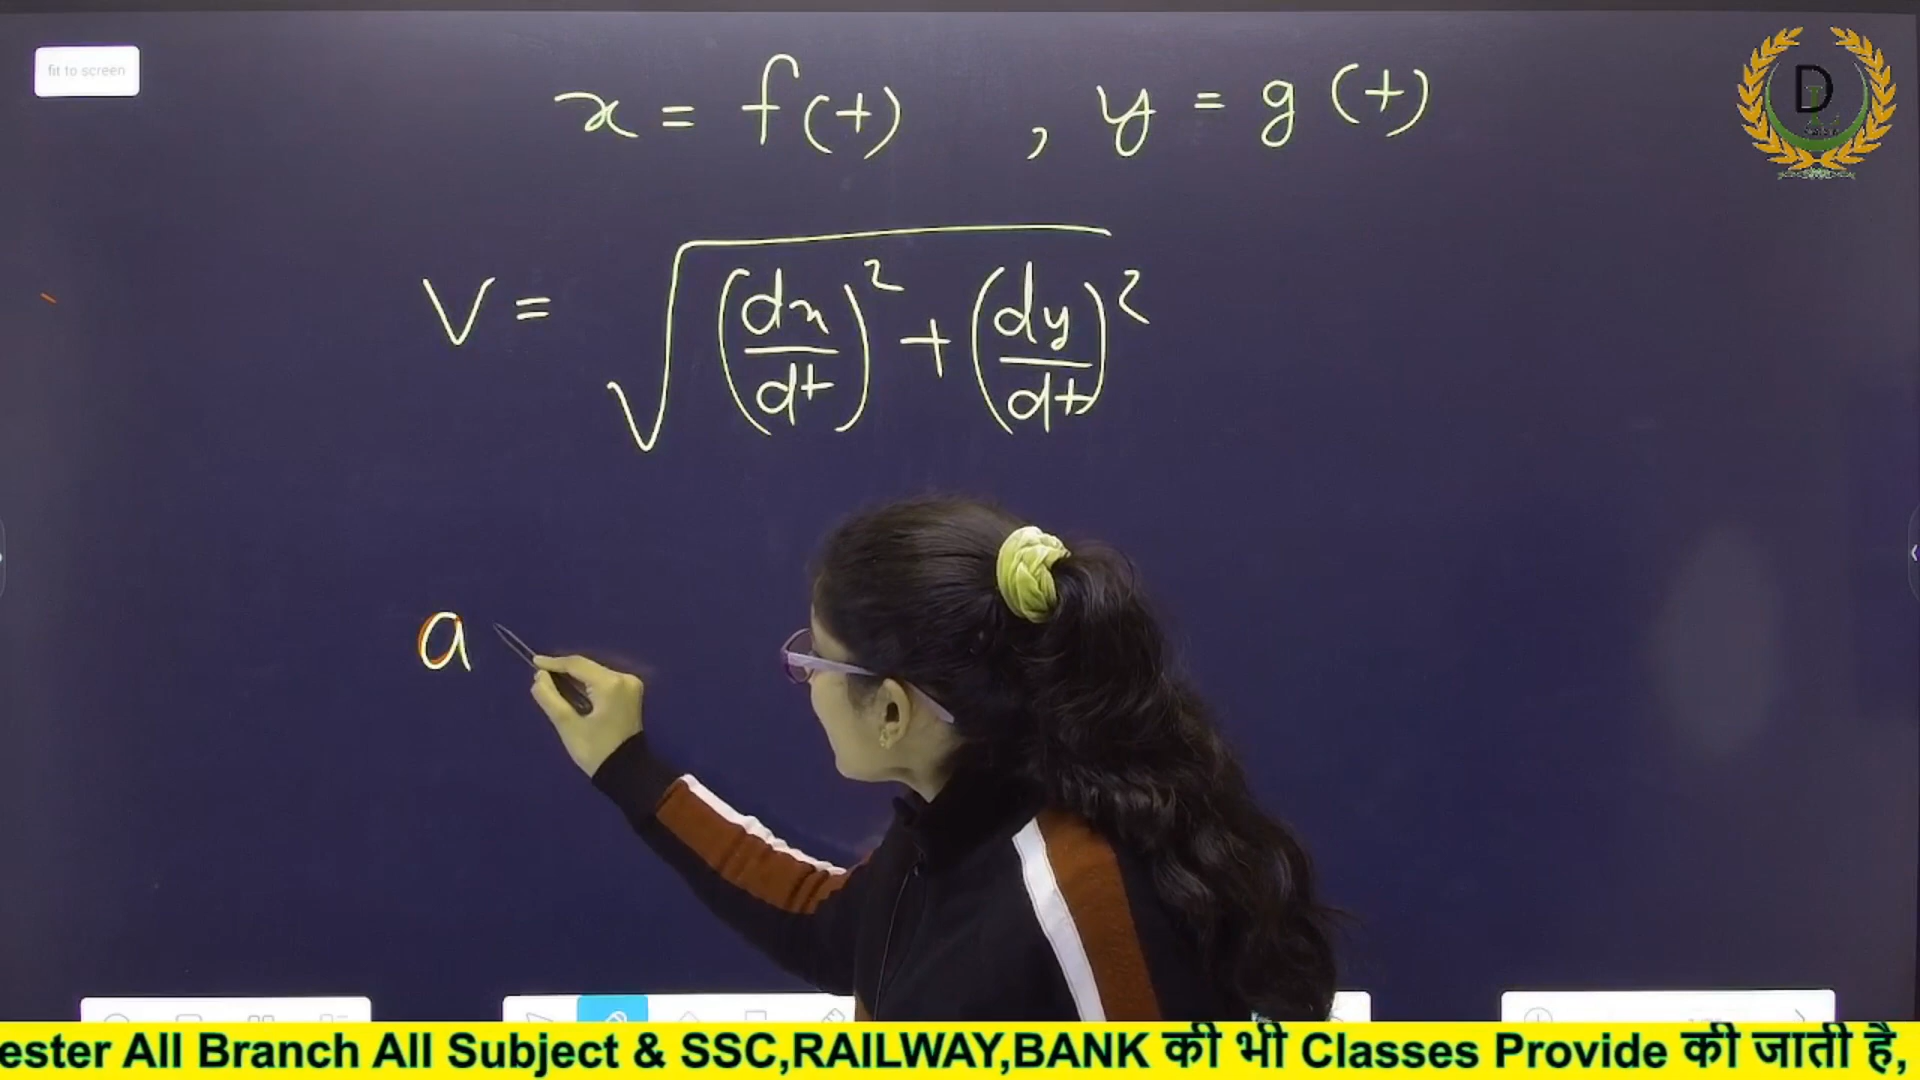 fit to screen
x = f(t) , y = g(t)
V = √((dx/dt)² + (dy/dt)²)
a
ester All Branch All Subject & SSC,RAILWAY,BANK की भी Classes Provide की जाती है,